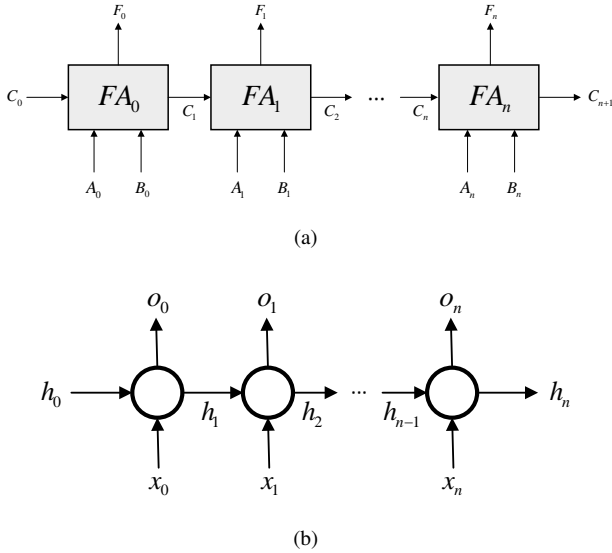 F₀ F₁ Fₙ
C₀ FA₀ C₁ FA₁ C₂ ... Cₙ FAₙ Cₙ₊₁
A₀ B₀ A₁ B₁ Aₙ Bₙ
(a)
o₀ o₁ oₙ
h₀ h₁ h₂ ... hₙ₋₁ hₙ
x₀ x₁ xₙ
(b)